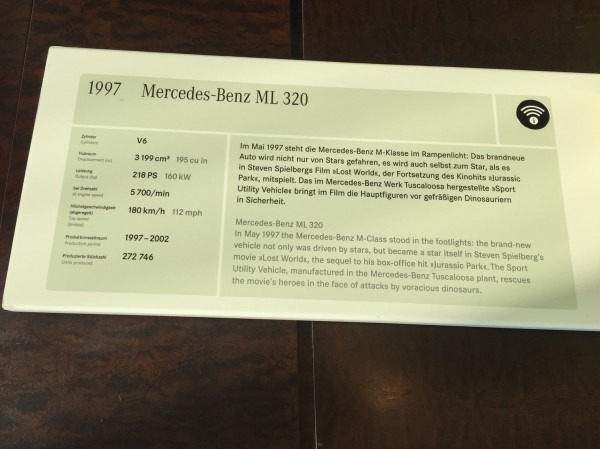 1997 Mercedes-Benz ML 320
Zylinder V6
Cylinders
Hubraum 3 199 cm³ 195 cu in
Displacement (cc)
Leistung 218 PS 160 kW
Output (hp)
bei Drehzahl 5 700/min
at engine speed
Höchstgeschwindigkeit 180 km/h 112 mph
(abgeregelt)
Top speed
(limited)
Produktionszeitraum 1997 – 2002
Production period
Produzierte Stückzahl 272 746
Units produced
Im Mai 1997 steht die Mercedes-Benz M-Klasse im Rampenlicht: Das brandneue
Auto wird nicht nur von Stars gefahren, es wird auch selbst zum Star, als es
in Steven Spielbergs Film »Lost World«, der Fortsetzung des Kinohits »Jurassic
Park«, mitspielt. Das im Mercedes-Benz Werk Tuscaloosa hergestellte »Sport
Utility Vehicle« bringt im Film die Hauptfiguren vor gefräßigen Dinosauriern
in Sicherheit.
Mercedes-Benz ML 320
In May 1997 the Mercedes-Benz M-Class stood in the footlights: the brand-new
vehicle not only was driven by stars, but became a star itself in Steven Spielberg's
movie »Lost World«, the sequel to his box-office hit »Jurassic Park«. The Sport
Utility Vehicle, manufactured in the Mercedes-Benz Tuscaloosa plant, rescues
the movie's heroes in the face of attacks by voracious dinosaurs.